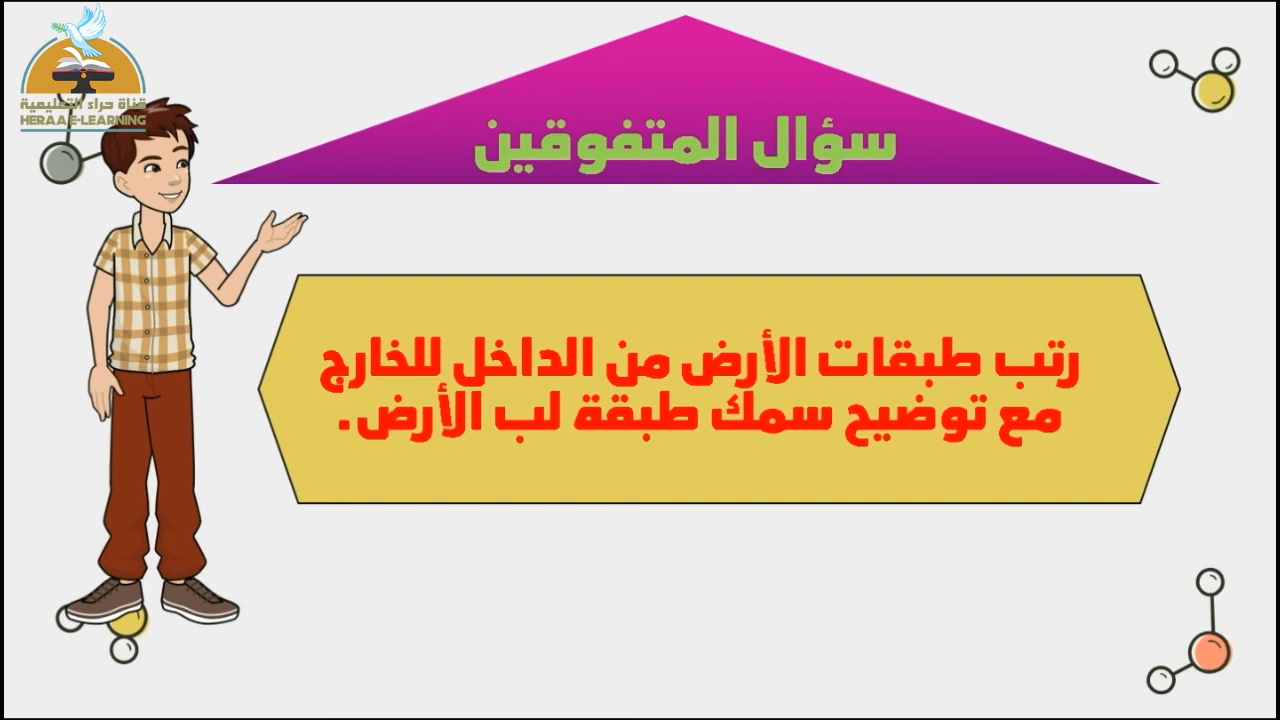 قناة حراء التعليمية
HERAA E-LEARNING
سؤال المتفوقين
رتب طبقات الأرض من الداخل للخارج
مع توضيح سمك طبقة لب الأرض.